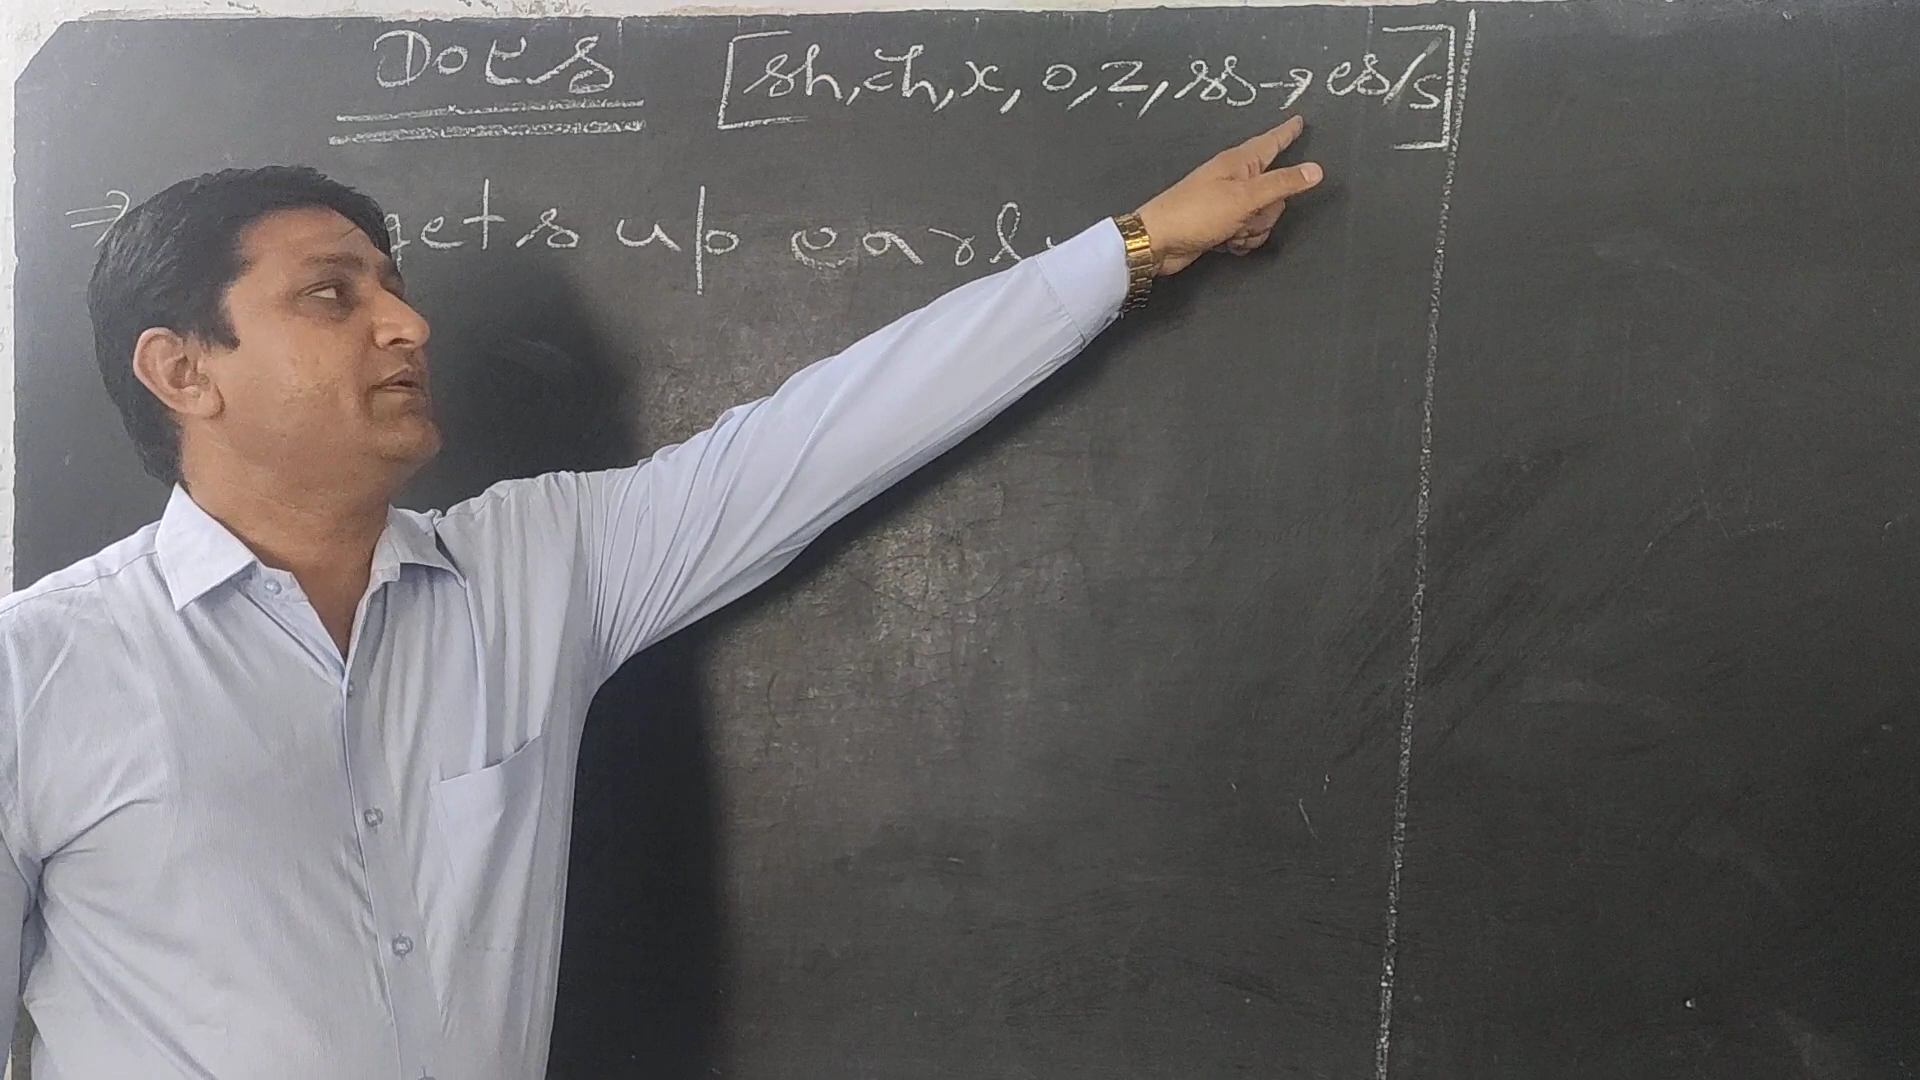 Does [sh, ch, x, o, z, ss → es/s]
⇒ gets up